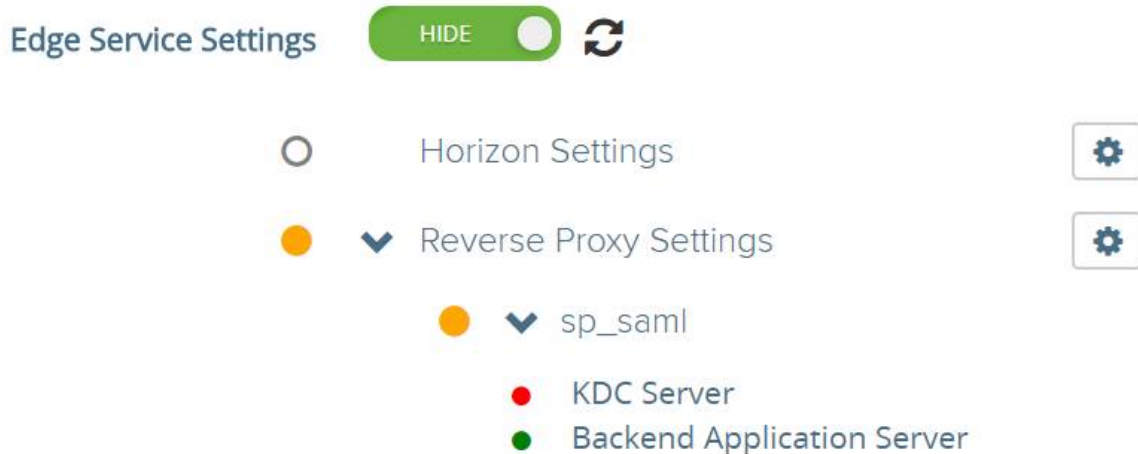 Edge Service Settings HIDE
Horizon Settings
Reverse Proxy Settings
sp_saml
KDC Server
Backend Application Server